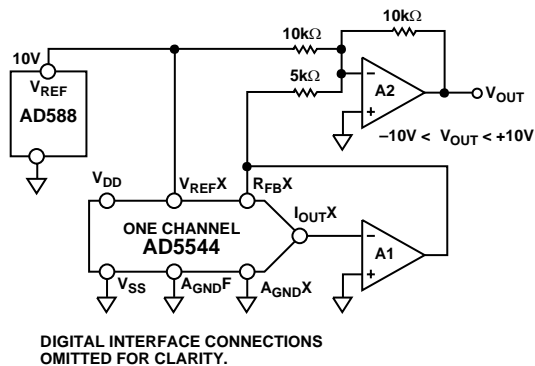 10kΩ
10kΩ
10V
VREF
AD588
5kΩ
A2
VOUT
–10V < VOUT < +10V
VDD
VREFX
RFBX
ONE CHANNEL
AD5544
IOUTX
A1
VSS
AGNDF
AGNDX
DIGITAL INTERFACE CONNECTIONS
OMITTED FOR CLARITY.